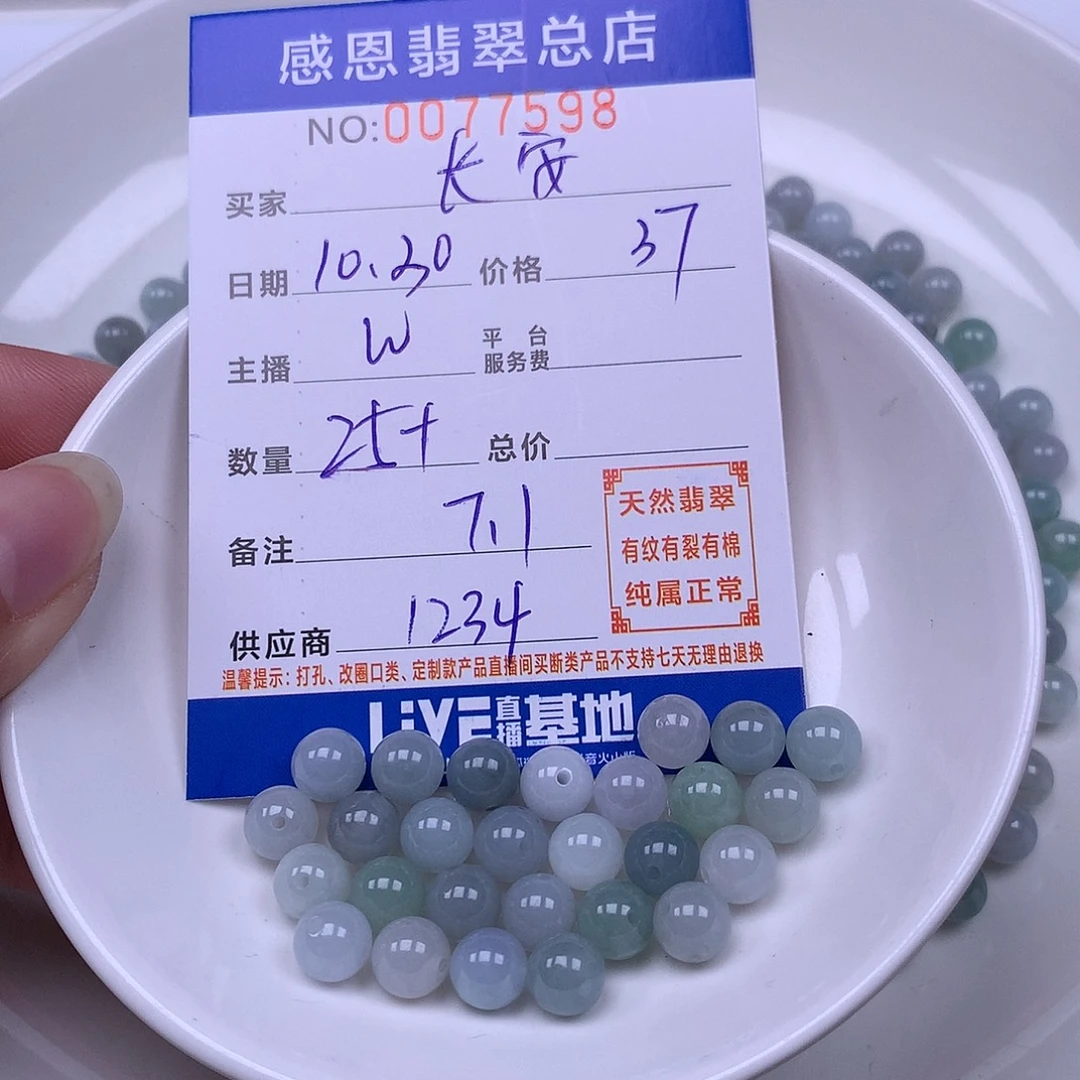 感恩翡翠总店
NO:0077598
买家 长安
日期 10.30 价格 37
主播 W 平台服务费
数量 25+ 总价
备注 7.1
供应商 1234
天然翡翠
有纹有裂有棉
纯属正常
温馨提示:打孔、改圈口类、定制款产品直播间买断类产品不支持七天无理由退换
LiVE直播基地